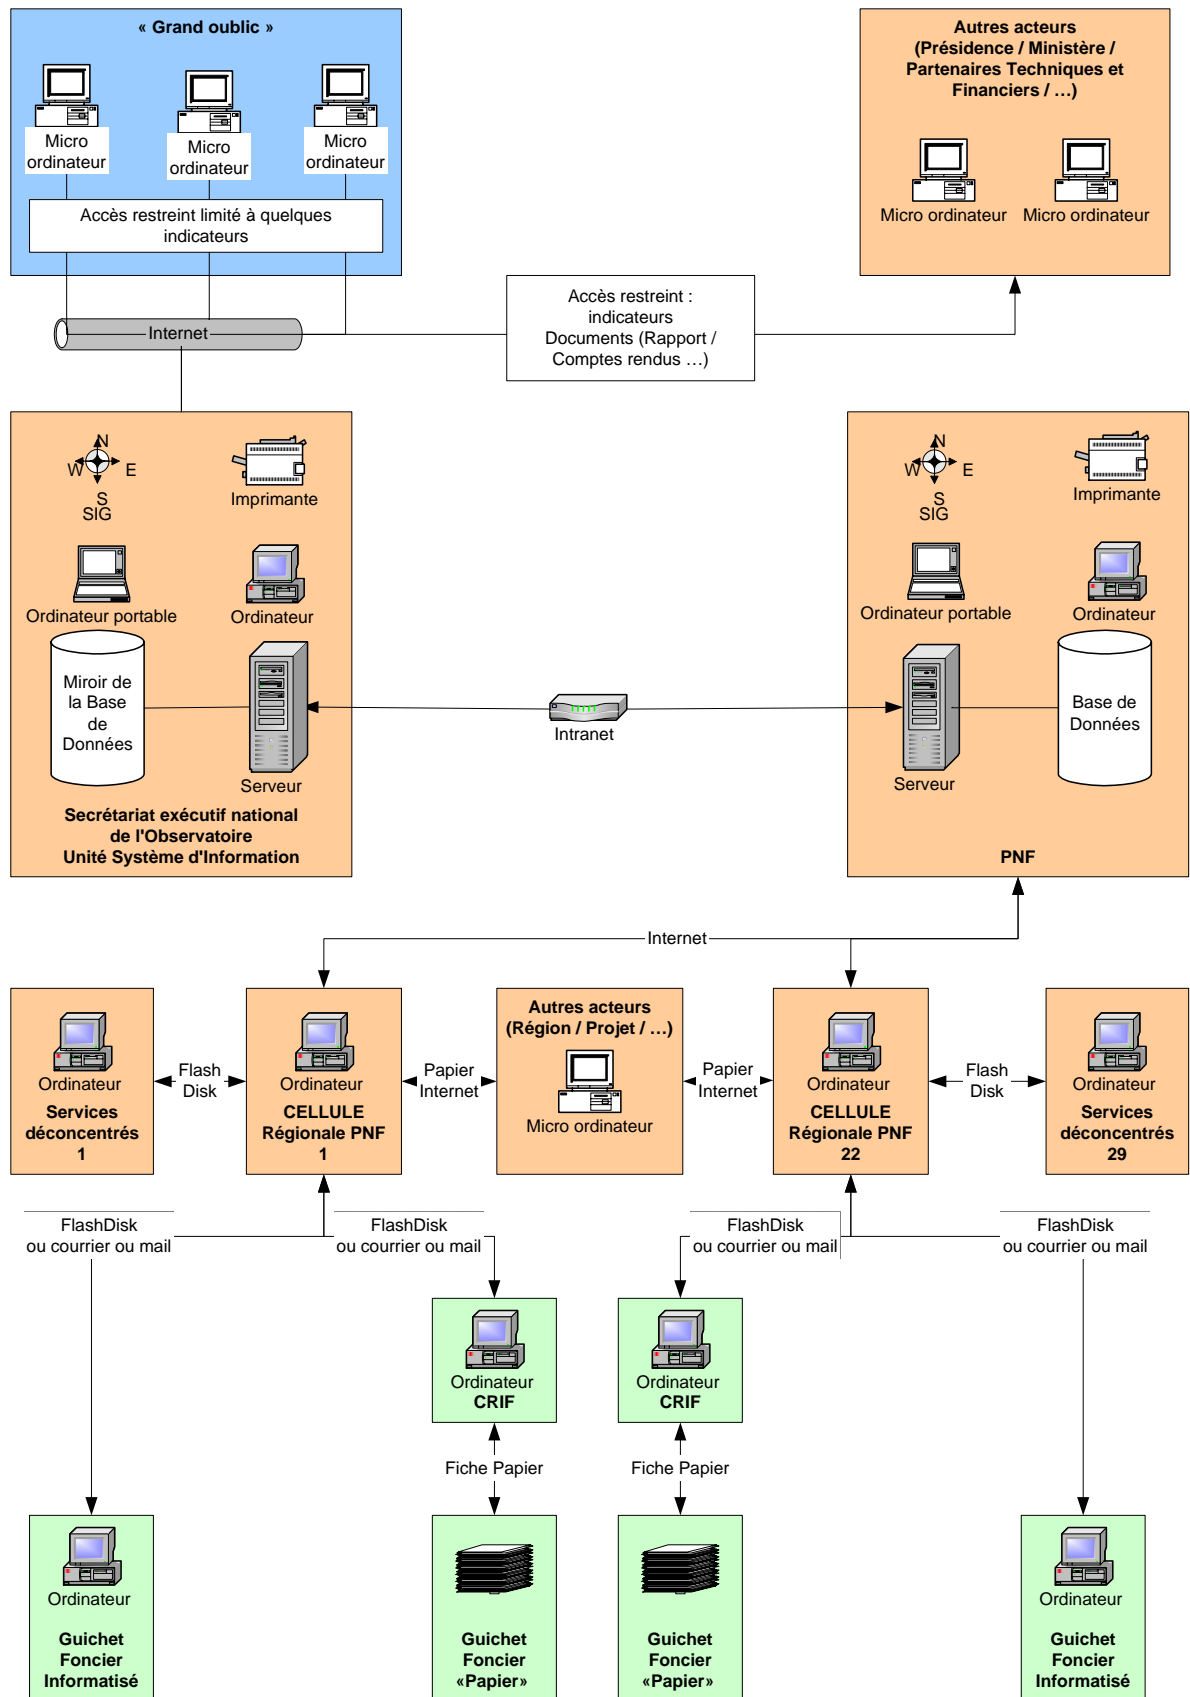 « Grand oublic »
Micro
ordinateur
Micro
ordinateur
Micro
ordinateur
Accès restreint limité à quelques
indicateurs
Autres acteurs
(Présidence / Ministère /
Partenaires Techniques et
Financiers / …)
Micro ordinateur
Micro ordinateur
Internet
Accès restreint :
indicateurs
Documents (Rapport /
Comptes rendus …)
N
W
E
S
SIG
Imprimante
Ordinateur portable
Ordinateur
Miroir de
la Base
de
Données
Serveur
Secrétariat exécutif national
de l'Observatoire
Unité Système d'Information
Intranet
N
W
E
S
SIG
Imprimante
Ordinateur portable
Ordinateur
Serveur
Base de
Données
PNF
Internet
Ordinateur
Services
déconcentrés
1
Flash
Disk
Ordinateur
CELLULE
Régionale PNF
1
Papier
Internet
Autres acteurs
(Région / Projet / …)
Micro ordinateur
Papier
Internet
Ordinateur
CELLULE
Régionale PNF
22
Flash
Disk
Ordinateur
Services
déconcentrés
29
FlashDisk
ou courrier ou mail
FlashDisk
ou courrier ou mail
FlashDisk
ou courrier ou mail
FlashDisk
ou courrier ou mail
Ordinateur
CRIF
Ordinateur
CRIF
Fiche Papier
Fiche Papier
Ordinateur
Guichet
Foncier
Informatisé
Guichet
Foncier
«Papier»
Guichet
Foncier
«Papier»
Ordinateur
Guichet
Foncier
Informatisé